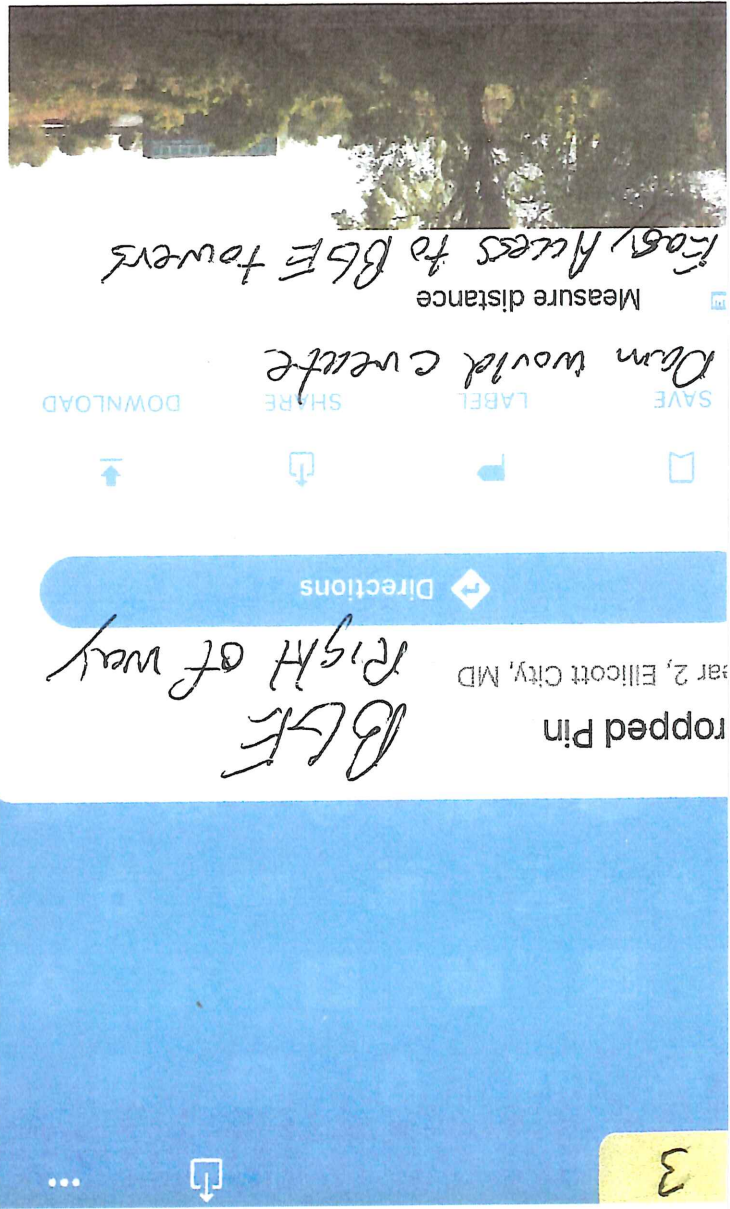 3
...
ropped Pin
BGE
ear 2, Ellicott City, MD
Right of way
Directions
SAVE LABEL SHARE DOWNLOAD
Dam would create
Measure distance
Easy Access to BGE towers